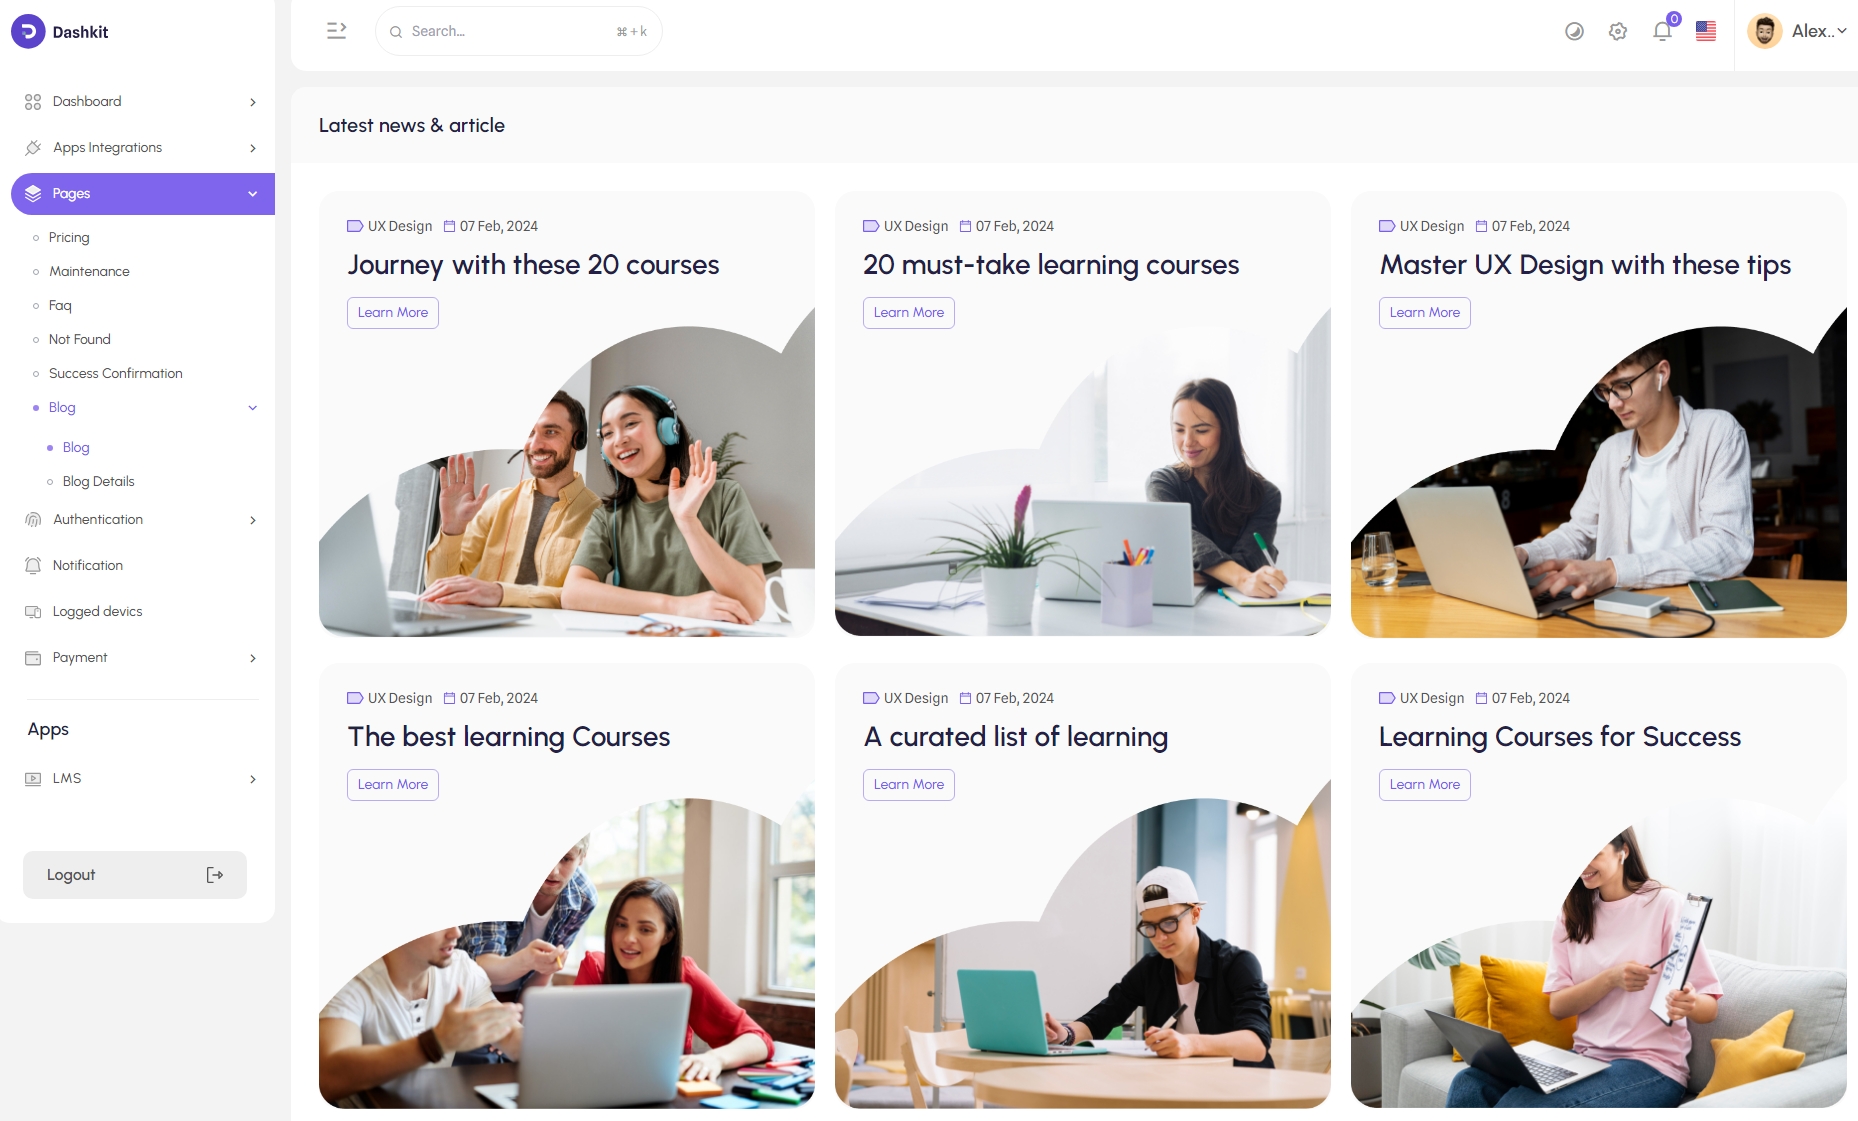 Dashkit
Search...
⌘ + k
0
Alex..
Dashboard
Apps Integrations
Pages
Pricing
Maintenance
Faq
Not Found
Success Confirmation
Blog
Blog
Blog Details
Authentication
Notification
Logged devics
Payment
Apps
LMS
Logout
Latest news & article
UX Design 07 Feb, 2024
Journey with these 20 courses
Learn More
UX Design 07 Feb, 2024
20 must-take learning courses
Learn More
UX Design 07 Feb, 2024
Master UX Design with these tips
Learn More
UX Design 07 Feb, 2024
The best learning Courses
Learn More
UX Design 07 Feb, 2024
A curated list of learning
Learn More
UX Design 07 Feb, 2024
Learning Courses for Success
Learn More